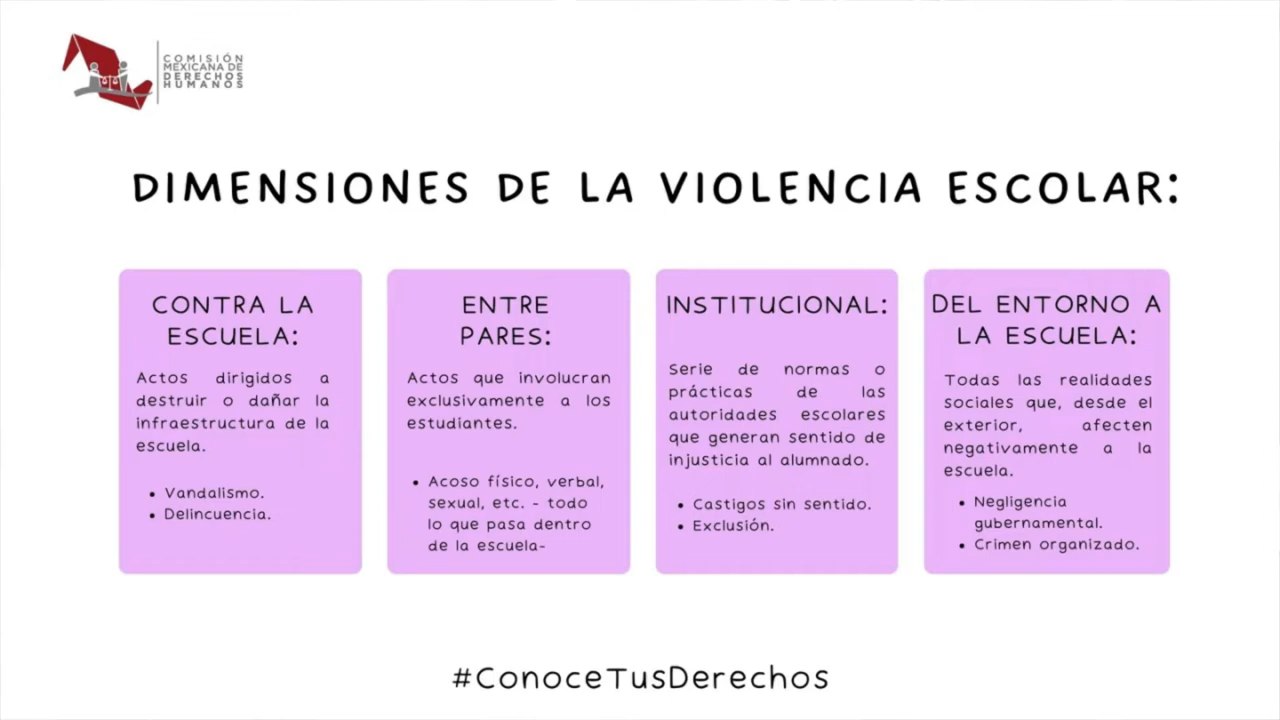 COMISIÓN
MEXICANA DE
DERECHOS
HUMANOS
DIMENSIONES DE LA VIOLENCIA ESCOLAR:
CONTRA LA
ESCUELA:
Actos dirigidos a
destruir o dañar la
infraestructura de la
escuela.
• Vandalismo.
• Delincuencia.
ENTRE
PARES:
Actos que involucran
exclusivamente a los
estudiantes.
• Acoso físico, verbal,
sexual, etc. - todo
lo que pasa dentro
de la escuela-
INSTITUCIONAL:
Serie de normas o
prácticas de las
autoridades escolares
que generan sentido de
injusticia al alumnado.
• Castigos sin sentido.
• Exclusión.
DEL ENTORNO A
LA ESCUELA:
Todas las realidades
sociales que, desde el
exterior, afecten
negativamente a la
escuela.
• Negligencia
gubernamental.
• Crimen organizado.
#ConoceTusDerechos